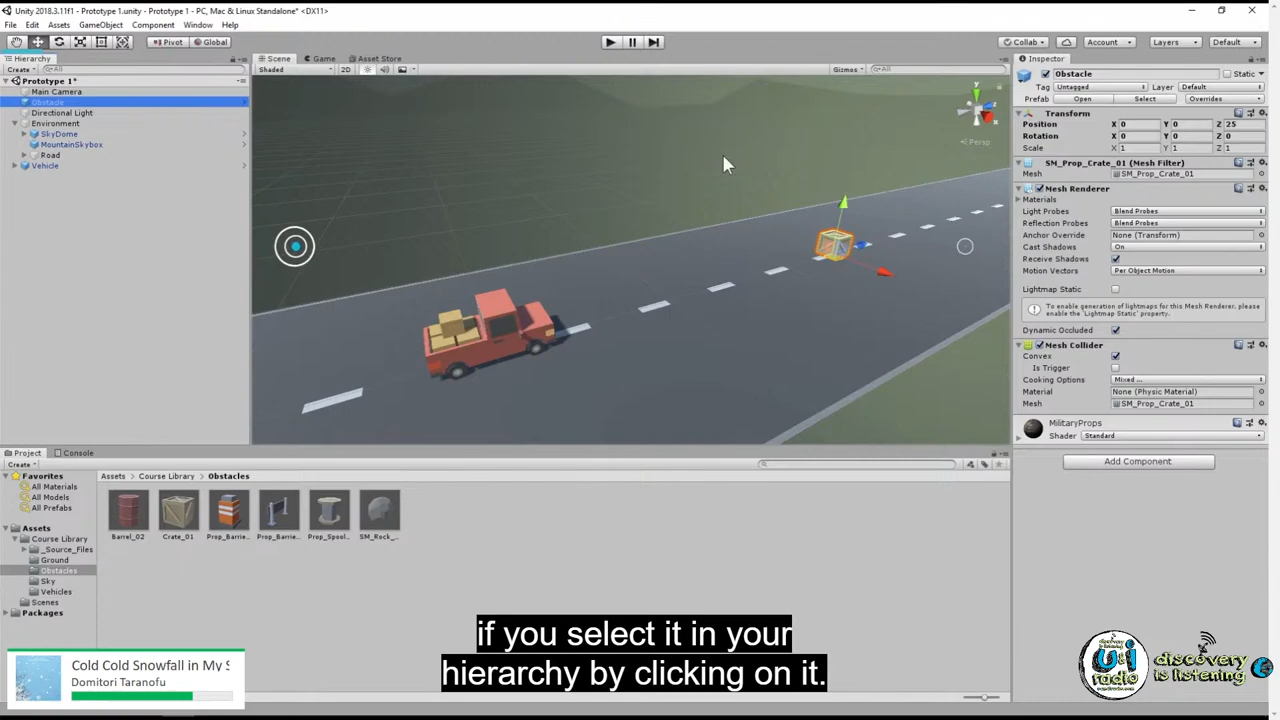 Unity 2018.3.11f1 - Prototype 1.unity - Prototype 1 - PC, Mac & Linux Standalone* <DX11>
File Edit Assets GameObject Component Window Help
Pivot Global Collab Account Layers Default
Hierarchy
Create All
Prototype 1*
Main Camera
Obstacle
Directional Light
Environment
SkyDome
MountainSkybox
Road
Vehicle
Scene Game Asset Store
Shaded 2D Gizmos All
y
x
Persp
Inspector
Obstacle Static
Tag Untagged Layer Default
Prefab Open Select Overrides
Transform
Position X 0 Y 0 Z 25
Rotation X 0 Y 0 Z 0
Scale X 1 Y 1 Z 1
SM_Prop_Crate_01 (Mesh Filter)
Mesh SM_Prop_Crate_01
Mesh Renderer
Materials
Light Probes Blend Probes
Reflection Probes Blend Probes
Anchor Override None (Transform)
Cast Shadows On
Receive Shadows
Motion Vectors Per Object Motion
Lightmap Static
To enable generation of lightmaps for this Mesh Renderer, please
enable the 'Lightmap Static' property.
Dynamic Occluded
Mesh Collider
Convex
Is Trigger
Cooking Options Mixed ...
Material None (Physic Material)
Mesh SM_Prop_Crate_01
MilitaryProps
Shader Standard
Add Component
Project Console
Create
Favorites
All Materials
All Models
All Prefabs
Assets
Course Library
_Source_Files
Ground
Obstacles
Sky
Vehicles
Scenes
Packages
Assets Course Library Obstacles
Barrel_02 Crate_01 Prop_Barrie... Prop_Barrie... Prop_Spool... SM_Rock_...
if you select it in your
hierarchy by clicking on it.
Cold Cold Snowfall in My S
Domitori Taranofu
U&i
radio
discovery
is listening